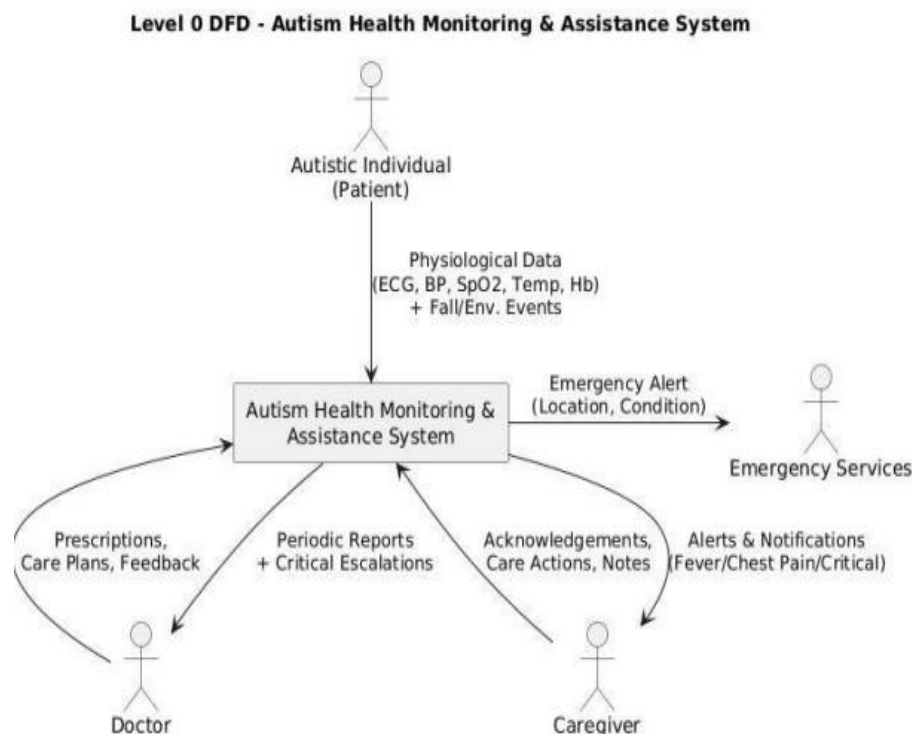 Level 0 DFD - Autism Health Monitoring & Assistance System
Autistic Individual
(Patient)
Physiological Data
(ECG, BP, SpO2, Temp, Hb)
+ Fall/Env. Events
Autism Health Monitoring &
Assistance System
Emergency Alert
(Location, Condition)
Emergency Services
Prescriptions,
Care Plans, Feedback
Periodic Reports
+ Critical Escalations
Acknowledgements,
Care Actions, Notes
Alerts & Notifications
(Fever/Chest Pain/Critical)
Doctor
Caregiver